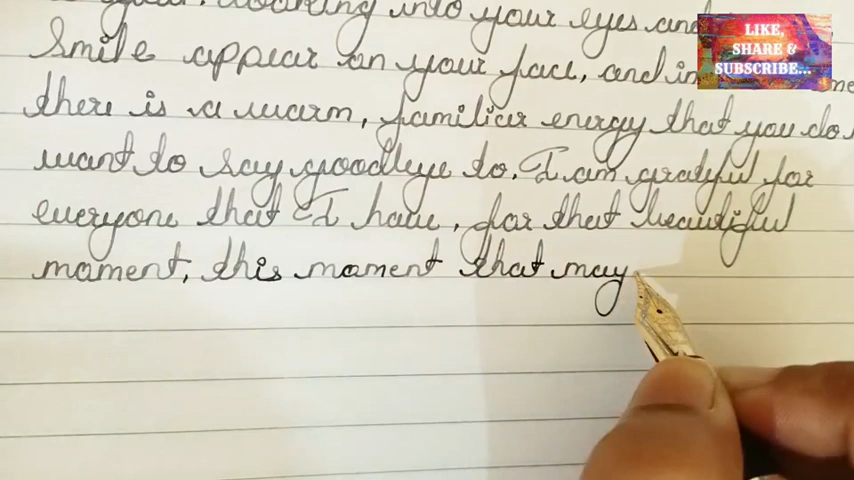 looking into your eyes and
LIKE,
SHARE &
SUBSCRIBE...
smile appear on your face, and in
there is a warm, familiar energy that you do
want to say goodbye to. I am grateful for
everyone that I have, for that beautiful
moment, this moment that may